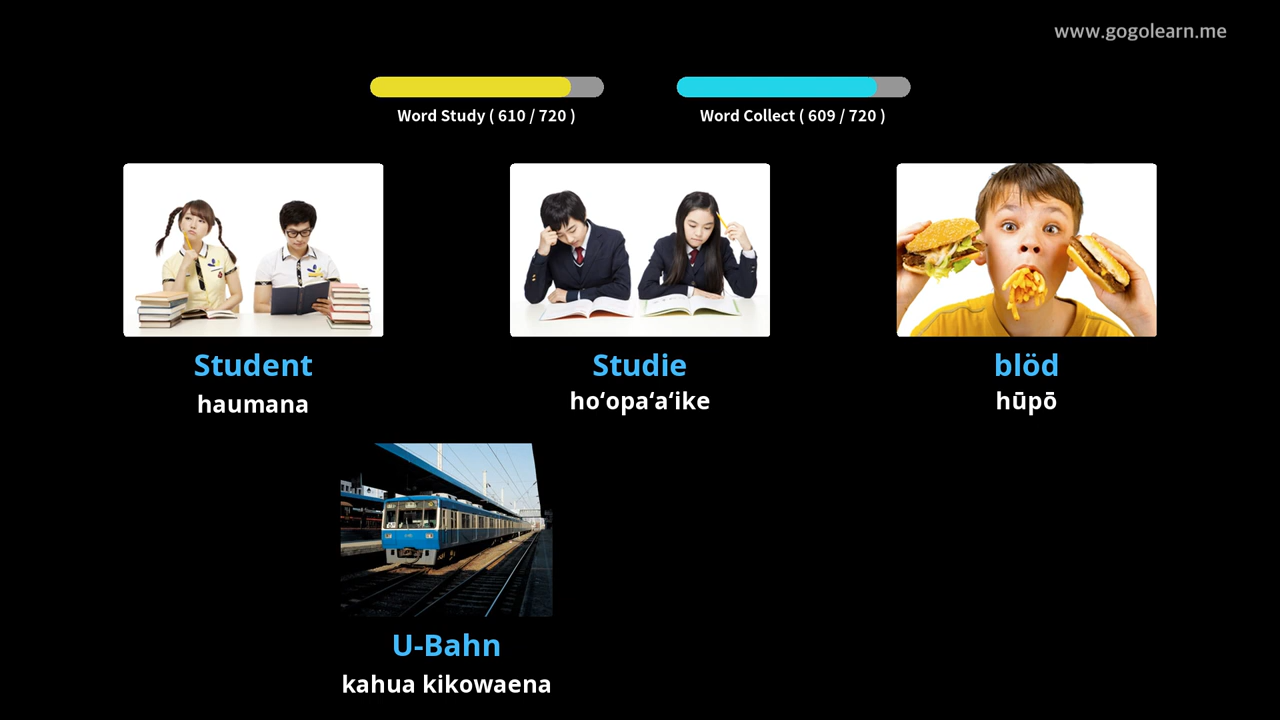 www.gogolearn.me
Word Study ( 610 / 720 )
Word Collect ( 609 / 720 )
Student
haumana
Studie
hoʻopaʻaʻike
blöd
hūpō
U-Bahn
kahua kikowaena